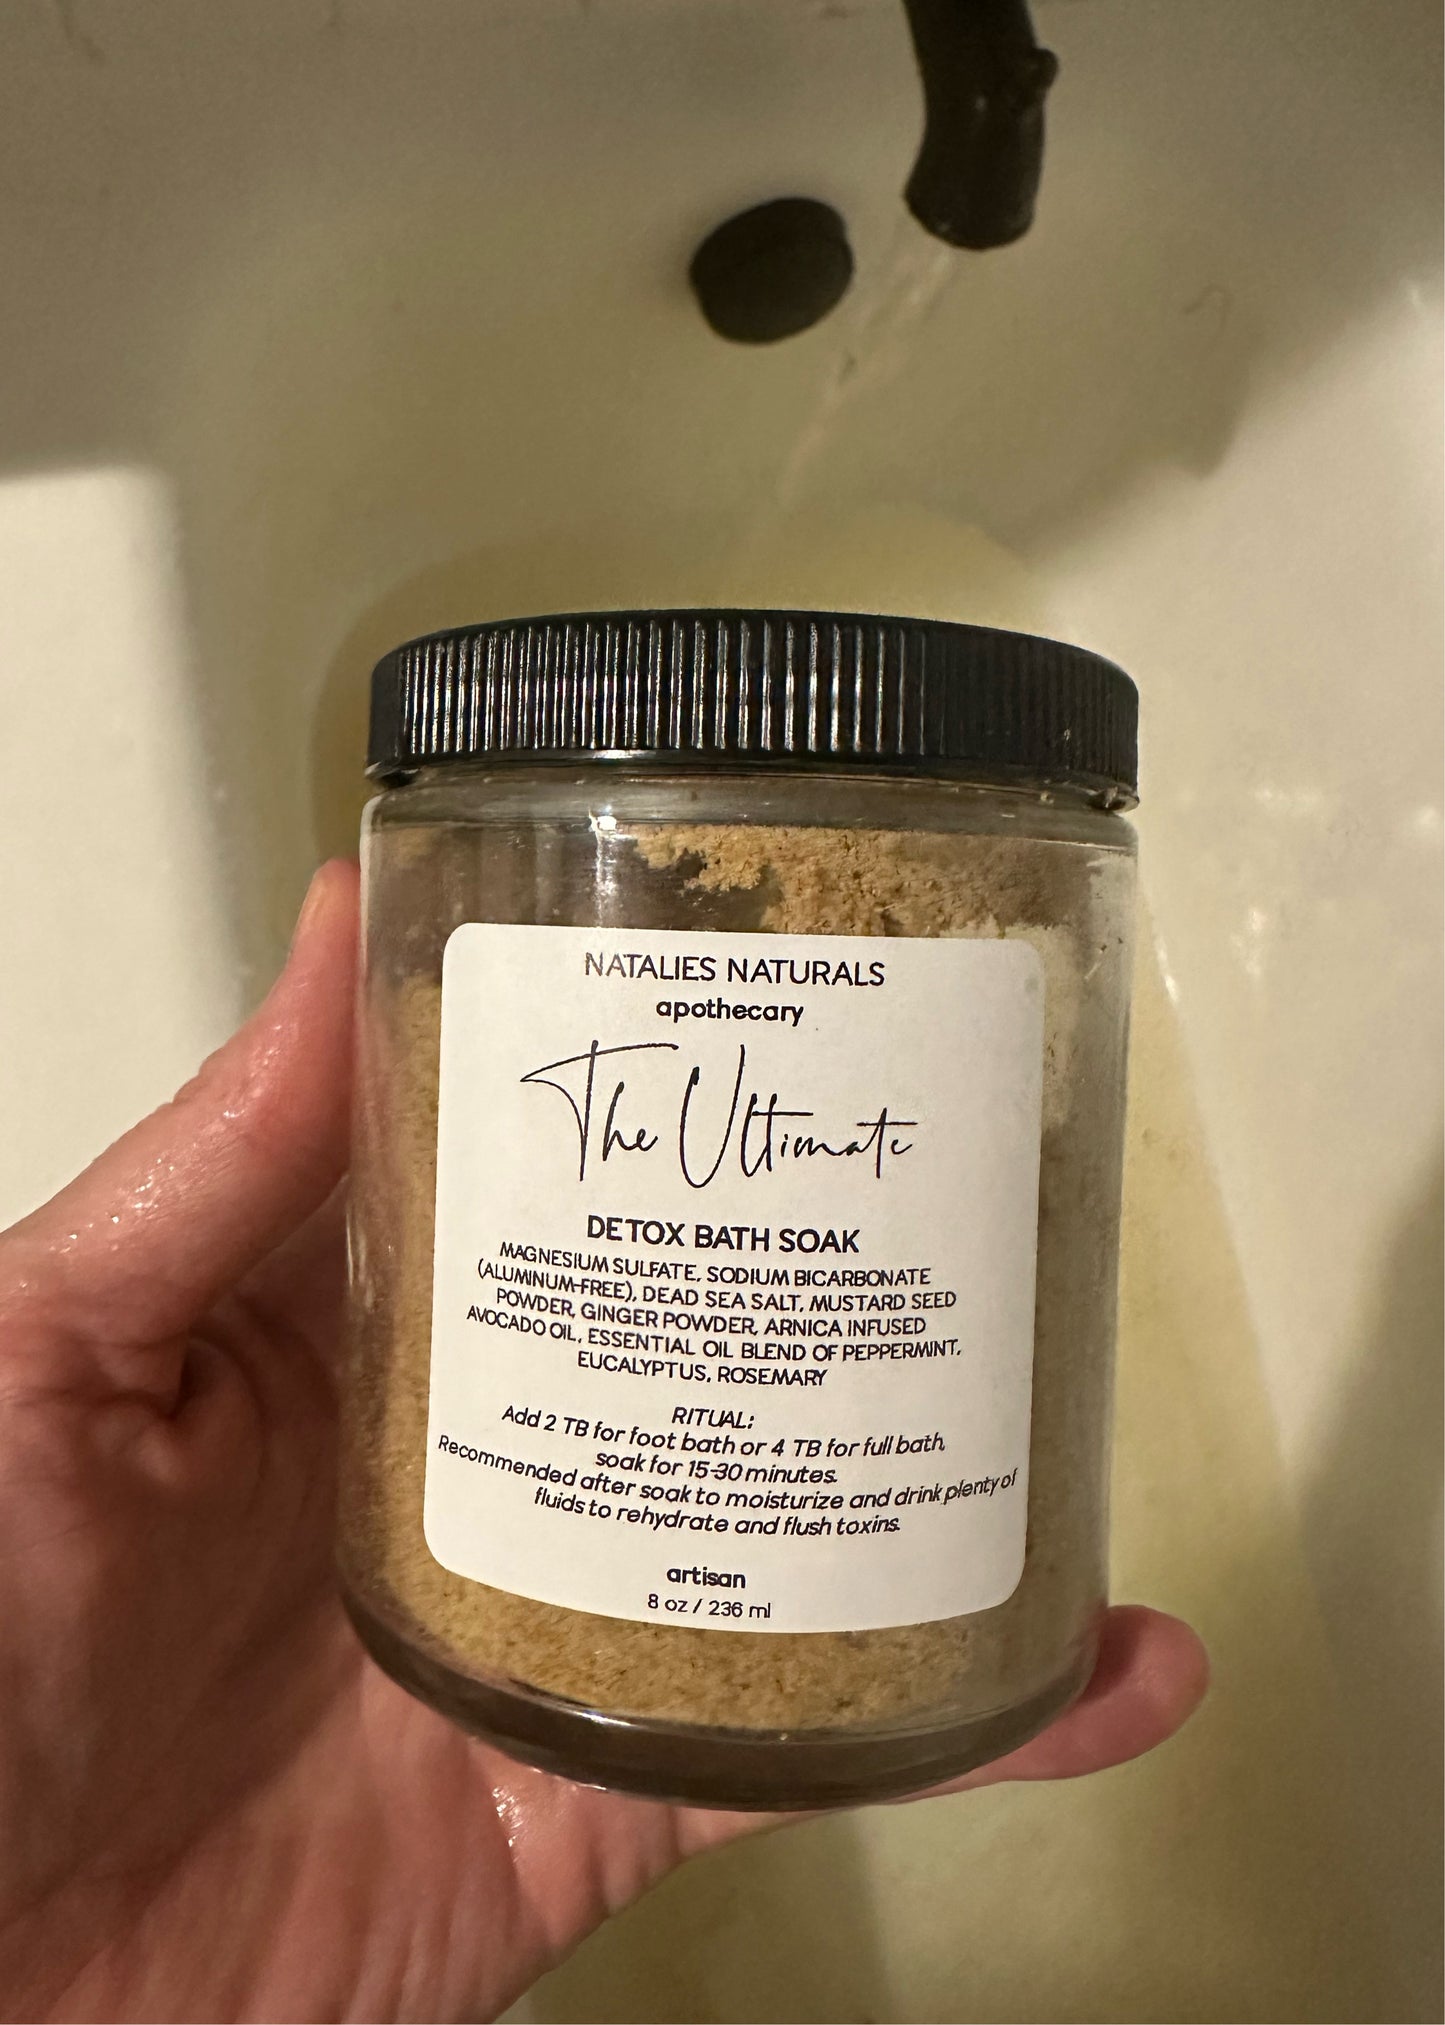 NATALIES NATURALS
apothecary
The Ultimate
DETOX BATH SOAK
MAGNESIUM SULFATE, SODIUM BICARBONATE
(ALUMINUM-FREE), DEAD SEA SALT, MUSTARD SEED
POWDER, GINGER POWDER, ARNICA INFUSED
AVOCADO OIL, ESSENTIAL OIL BLEND OF PEPPERMINT,
EUCALYPTUS, ROSEMARY
RITUAL:
Add 2 TB for foot bath or 4 TB for full bath,
soak for 15-30 minutes.
Recommended after soak to moisturize and drink plenty of
fluids to rehydrate and flush toxins.
artisan
8 oz / 236 ml